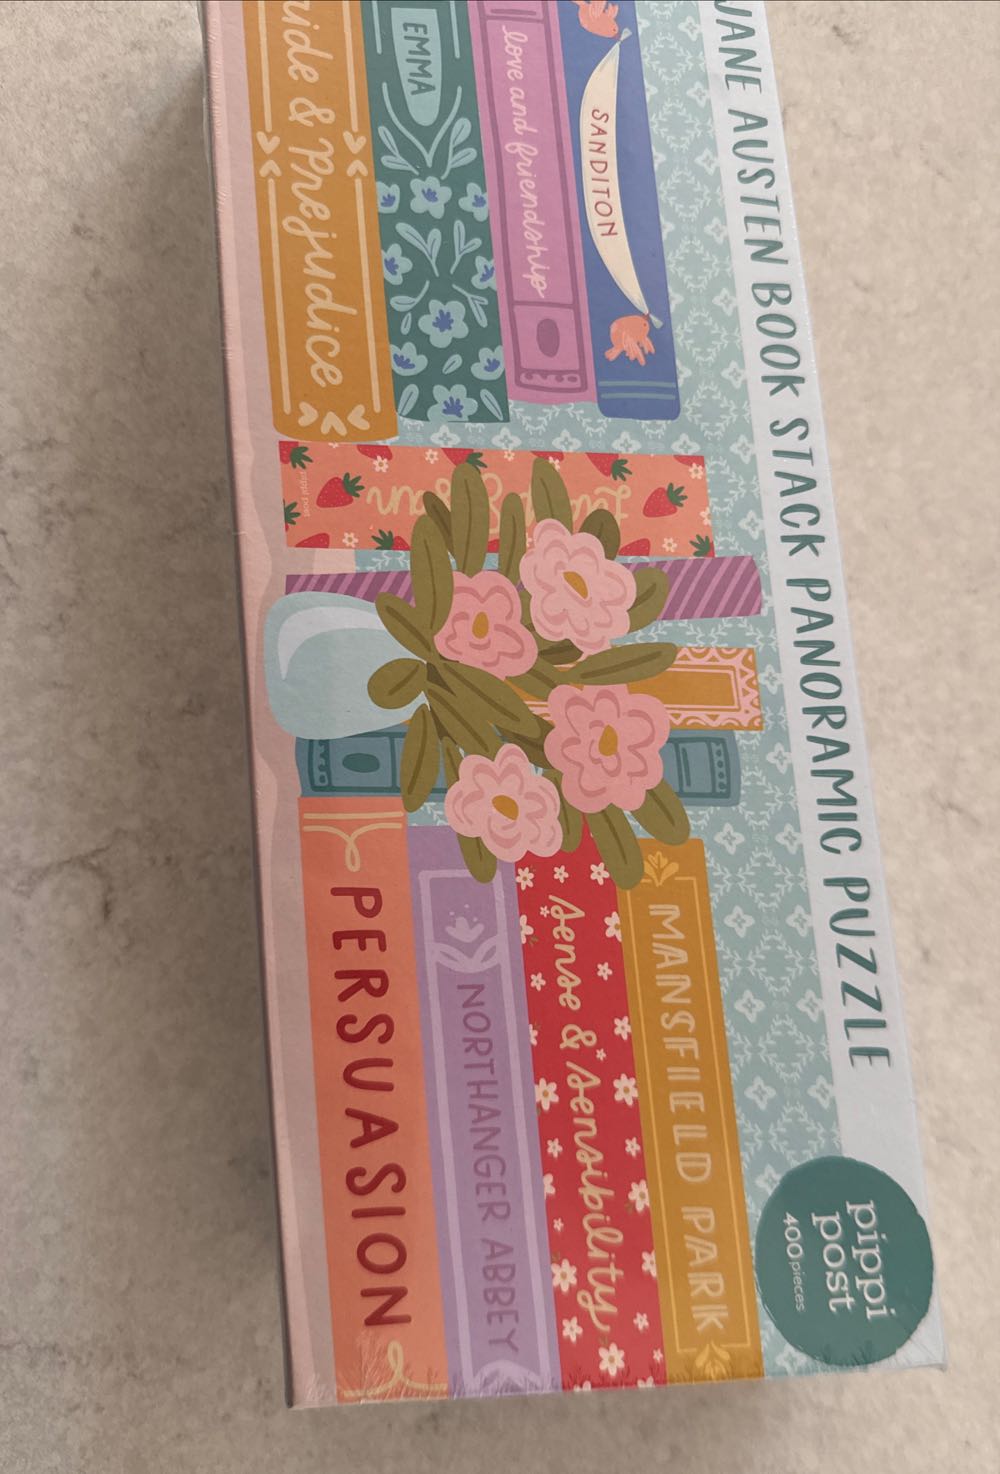 JANE AUSTEN BOOK STACK PANORAMIC PUZZLE
SANDITON
love and friendship
EMMA
ride & Prejudice
MANSFIELD PARK
sense & sensibility
NORTHANGER ABBEY
PERSUASION
pippi
post
400 pieces